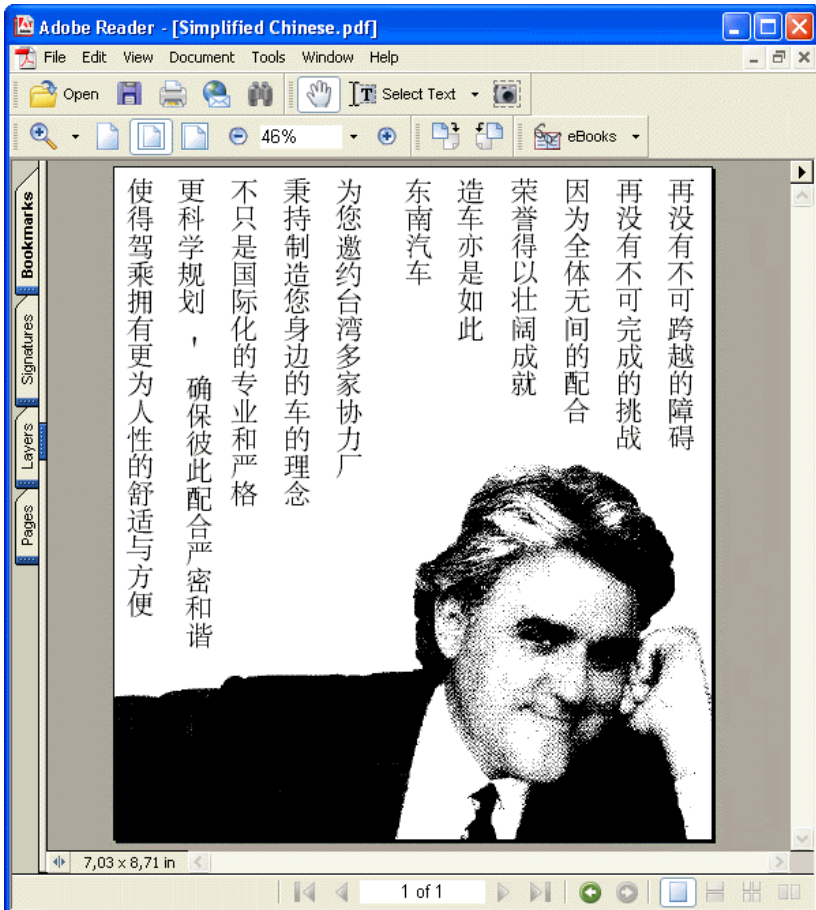 Adobe Reader - [Simplified Chinese.pdf]
File Edit View Document Tools Window Help
Open Select Text
46% eBooks
Bookmarks
Signatures
Layers
Pages
再没有不可跨越的障碍
再没有不可完成的挑战
因为全体无间的配合
荣誉得以壮阔成就
造车亦是如此
东南汽车
为您邀约台湾多家协力厂
秉持制造您身边的车的理念
不只是国际化的专业和严格
更科学规划，确保彼此配合严密和谐
使得驾乘拥有更为人性的舒适与方便
7,03 x 8,71 in
1 of 1